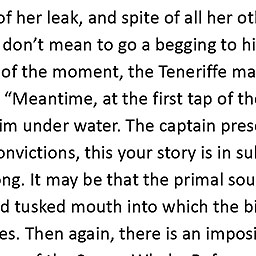 of her leak, and spite of all her oth
don’t mean to go a begging to hi
of the moment, the Teneriffe ma
“Meantime, at the first tap of the
im under water. The captain pres
onvictions, this your story is in sub
ng. It may be that the primal sou
d tusked mouth into which the bi
es. Then again, there is an imposi